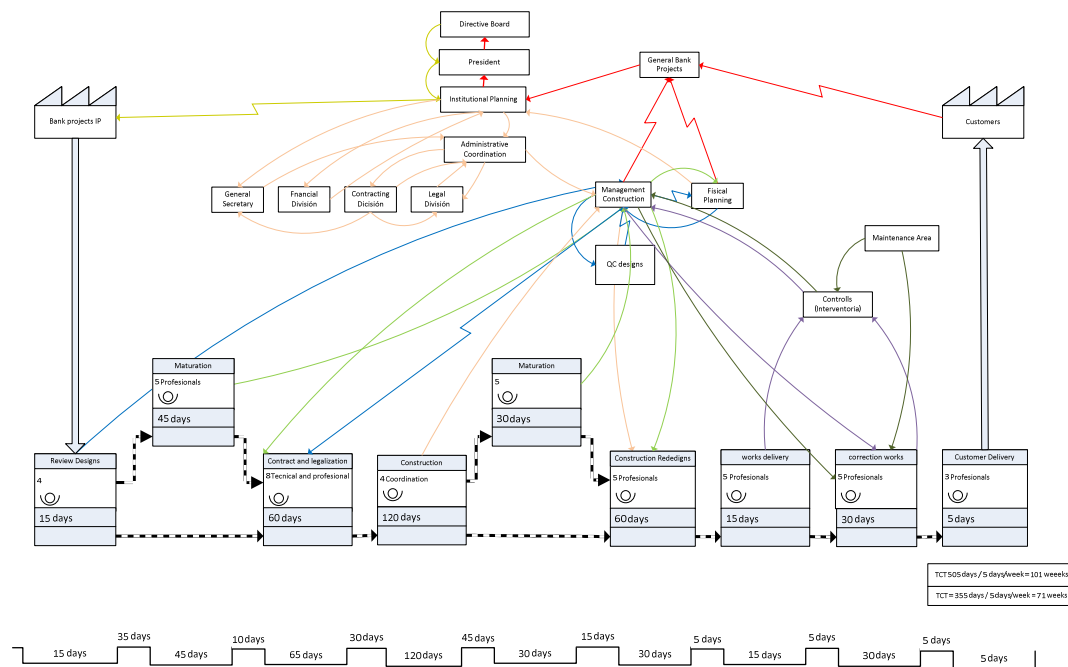 Directive Board
President
General Bank
Projects
Institutional Planning
Bank projects IP
Customers
Administrative
Coordination
General
Secretary
Fnancial
División
Contracting
Dicisión
Legal
División
Management
Construction
Fisical
Planning
Maintenance Area
QC designs
Controlls
(Interventoria)
Maturation
5 Profesionals
45 days
Maturation
5
30 days
Review Designs
4
15 days
Contract and legalization
8 Tecnical and profesional
60 days
Construction
4 Coordination
120 days
Construction Rededigns
5 Profesionals
60 days
works delivery
5 Profesionals
15 days
correction works
5 Profesionals
30 days
Customer Delivery
3 Profesionals
5 days
TCT 505 days / 5 days/week = 101 weeeks
TCT = 355 days / 5 days/week = 71 weeks
35 days
10 days
30 days
45 days
15 days
5 days
5 days
5 days
15 days
45 days
65 days
120 days
30 days
30 days
15 days
30 days
5 days